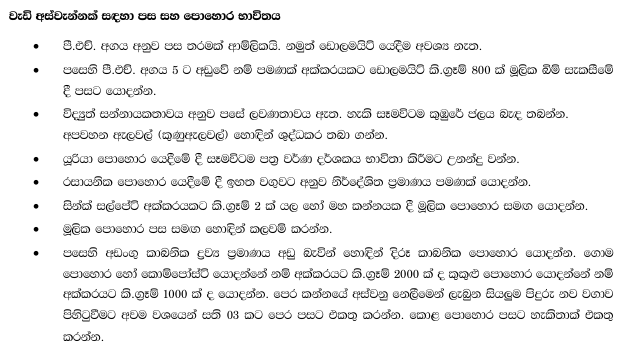 වැඩි අස්වැන්නක් සඳහා පස සහ පොහොර භාවිතය
• පී.එච්. අගය අනුව පස තරමක් ආම්ලිකයි. නමුත් ඩොලමයිට් යෙදීම අවශ්‍ය නැත.
• පසෙහි පී.එච්. අගය 5 ට අඩුවේ නම් පමණක් අක්කරයකට ඩොලමයිට් කි.ග්‍රෑම් 800 ක් මූලික බිම් සැකසීමේ
දී පසට යොදන්න.
• විද්‍යුත් සන්නායකතාවය අනුව පසේ ලවණතාවය ඇත. හැකි සෑමවිටම කුඹුරේ ජලය බැඳ තබන්න.
අපවහන ඇලවල් (කුණුඇලවල්) හොඳින් ශුද්ධකර තබා ගන්න.
• යූරියා පොහොර යෙදීමේ දී සෑමවිටම පත්‍ර වර්ණ දර්ශකය භාවිතා කිරීමට උනන්දු වන්න.
• රසායනික පොහොර යෙදීමේ දී ඉහත වගුවට අනුව නිර්දේශිත ප්‍රමාණය පමණක් යොදන්න.
• සින්ක් සල්පේට් අක්කරයකට කි.ග්‍රෑම් 2 ක් යල හෝ මහ කන්නයක දී මූලික පොහොර සමඟ යොදන්න.
• මූලික පොහොර පස සමඟ හොඳින් කලවම් කරන්න.
• පසෙහි අඩංගු කාබනික ද්‍රව්‍ය ප්‍රමාණය අඩු බැවින් හොඳින් දිරූ කාබනික පොහොර යොදන්න. ගොම
පොහොර හෝ කොම්පෝස්ට් යොදන්නේ නම් අක්කරයට කි.ග්‍රෑම් 2000 ක් ද කුකුළු පොහොර යොදන්නේ නම්
අක්කරයට කි.ග්‍රෑම් 1000 ක් ද යොදන්න. පෙර කන්නයේ අස්වනු නෙලීමෙන් ලැබුන සියලුම පිදුරු නව වගාව
පිහිටුවීමට අවම වශයෙන් සති 03 කට පෙර පසට එකතු කරන්න. කොළ පොහොර පසට හැකිතාක් එකතු
කරන්න.